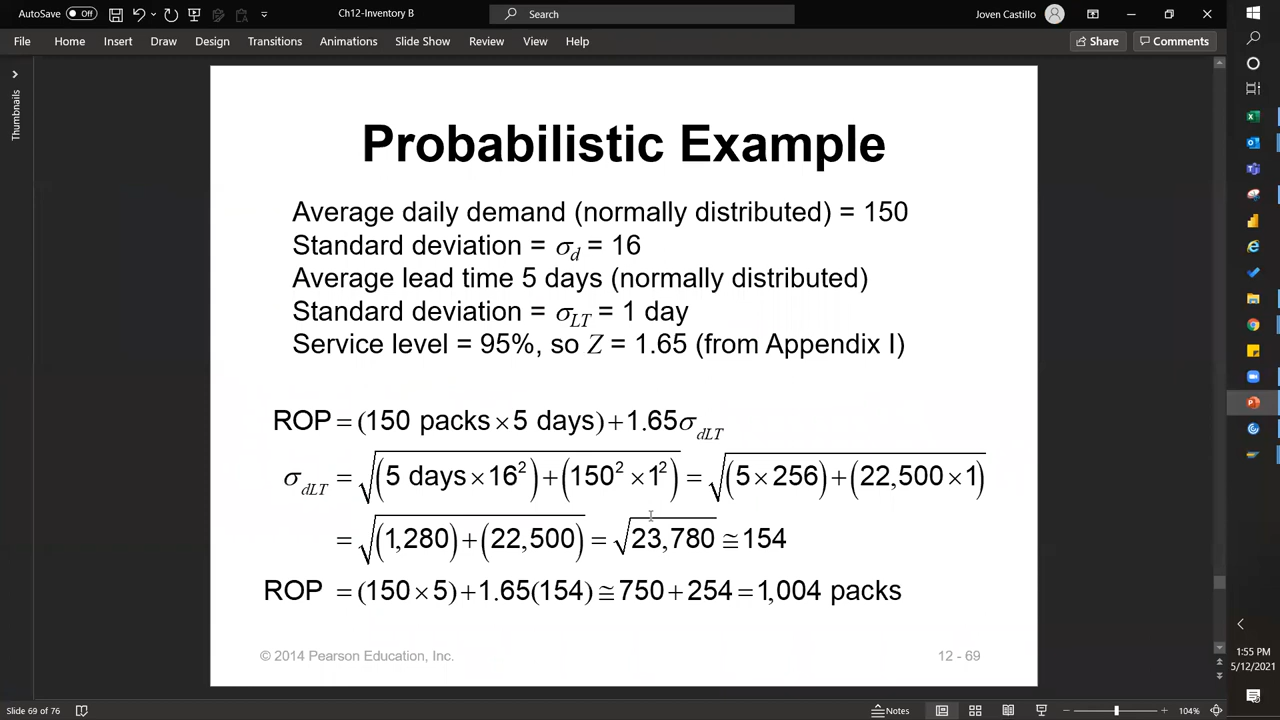 AutoSave Off
Ch12-Inventory B
Search
Joven Castillo
File Home Insert Draw Design Transitions Animations Slide Show Review View Help
Share Comments
Thumbnails
Probabilistic Example
Average daily demand (normally distributed) = 150
Standard deviation = σd = 16
Average lead time 5 days (normally distributed)
Standard deviation = σLT = 1 day
Service level = 95%, so Z = 1.65 (from Appendix I)
ROP = (150 packs × 5 days) + 1.65σdLT
σdLT = √(5 days × 16²) + (150² × 1²) = √(5 × 256) + (22,500 × 1)
= √(1,280) + (22,500) = √23,780 ≅ 154
ROP = (150 × 5) + 1.65(154) ≅ 750 + 254 = 1,004 packs
© 2014 Pearson Education, Inc.
12 - 69
1:55 PM
5/12/2021
Slide 69 of 76
Notes
104%